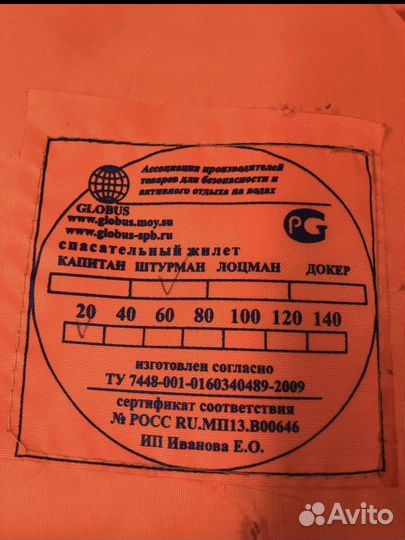 Ассоциация производителей
товаров для безопасности и
активного отдыха на водах
GLOBUS
www.globus.moy.su
www.globus-spb.ru
PG
спасательный жилет
КАПИТАН ШТУРМАН ЛОЦМАН ДОКЕР
20 40 60 80 100 120 140
изготовлен согласно
ТУ 7448-001-0160340489-2009
сертификат соответствия
№ РОСС RU.МП13.В00646
ИП Иванова Е.О.
Avito